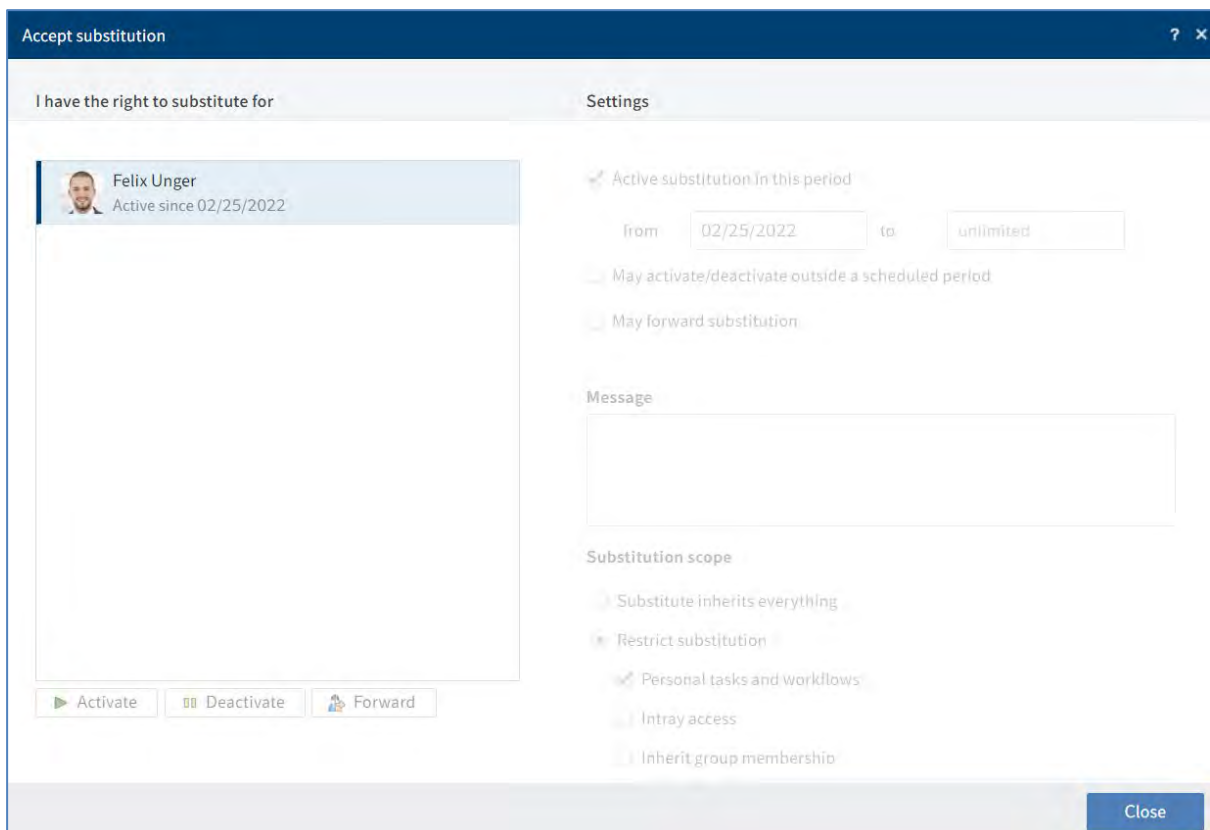 Accept substitution ? ×
I have the right to substitute for
Felix Unger
Active since 02/25/2022
Activate Deactivate Forward
Settings
Active substitution in this period
from 02/25/2022 to unlimited
May activate/deactivate outside a scheduled period
May forward substitution
Message
Substitution scope
Substitute inherits everything
Restrict substitution
Personal tasks and workflows
Intray access
Inherit group membership
Close